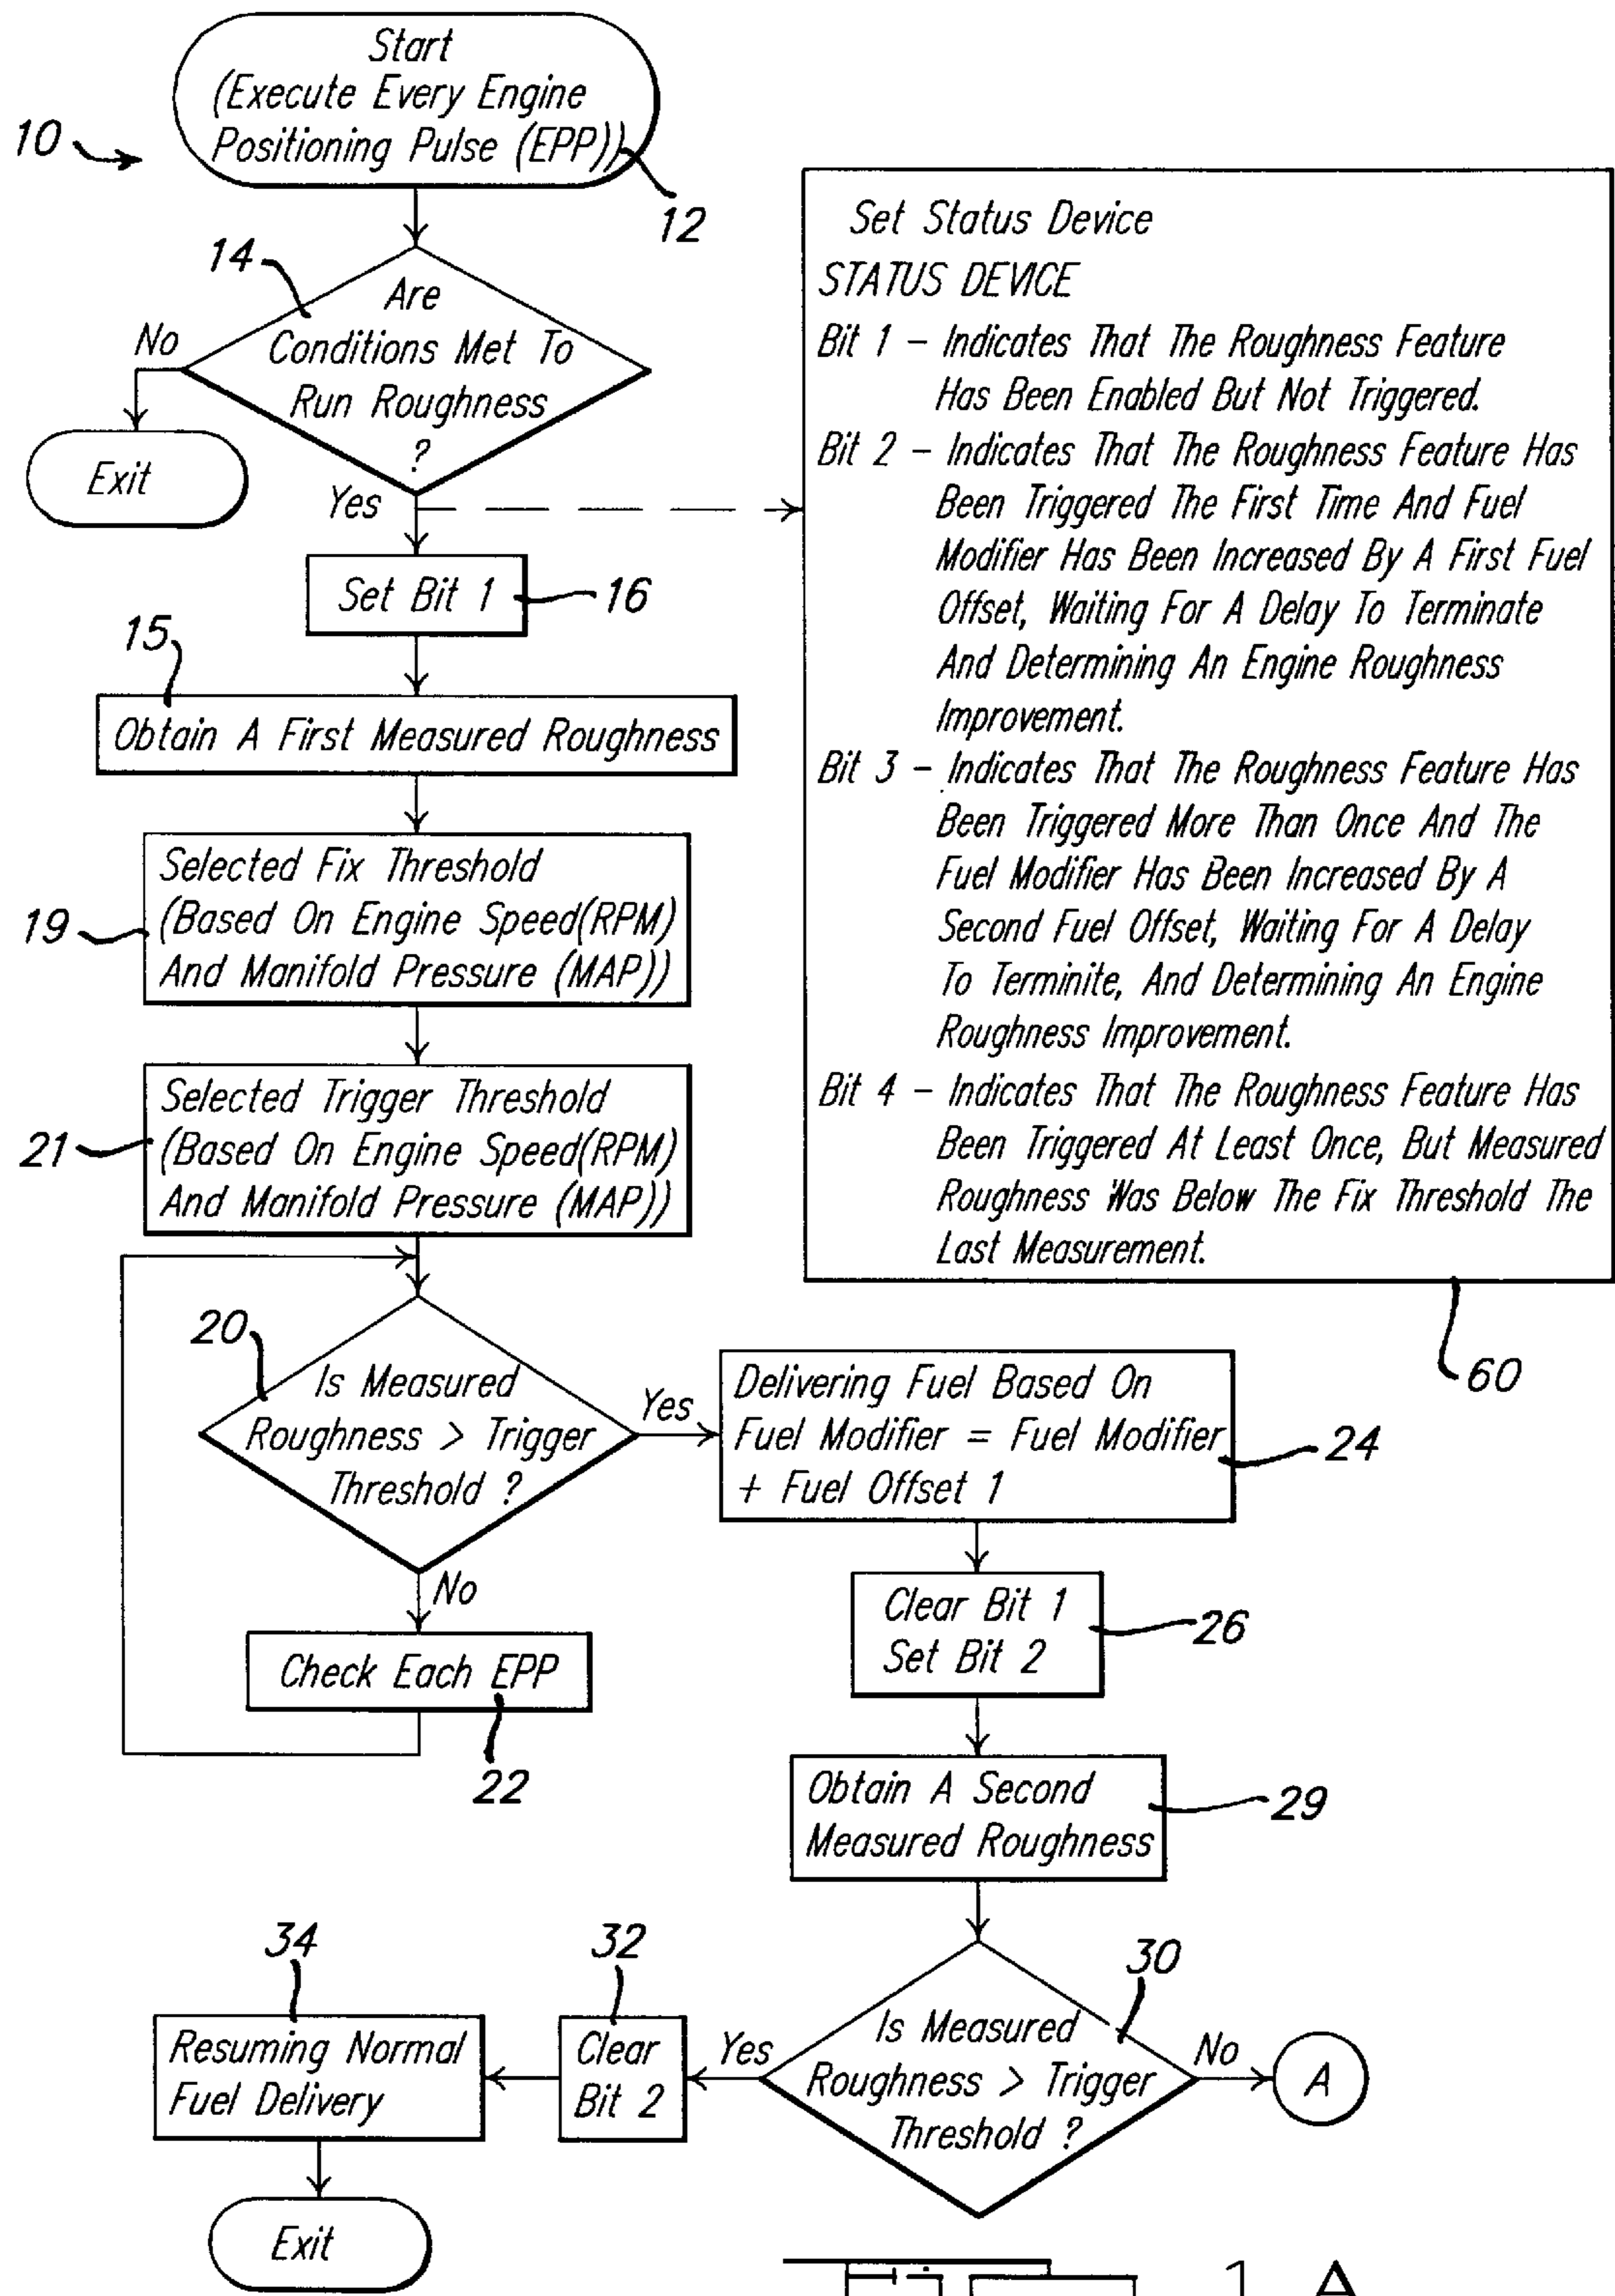 Start
(Execute Every Engine
Positioning Pulse (EPP))
10
12
14
Are
Conditions Met To
Run Roughness
?
No
Exit
Yes
Set Bit 1
16
15
Obtain A First Measured Roughness
Selected Fix Threshold
(Based On Engine Speed(RPM)
And Manifold Pressure (MAP))
19
Selected Trigger Threshold
(Based On Engine Speed(RPM)
And Manifold Pressure (MAP))
21
Set Status Device
STATUS DEVICE
Bit 1 – Indicates That The Roughness Feature
Has Been Enabled But Not Triggered.
Bit 2 – Indicates That The Roughness Feature Has
Been Triggered The First Time And Fuel
Modifier Has Been Increased By A First Fuel
Offset, Waiting For A Delay To Terminate
And Determining An Engine Roughness
Improvement.
Bit 3 – Indicates That The Roughness Feature Has
Been Triggered More Than Once And The
Fuel Modifier Has Been Increased By A
Second Fuel Offset, Waiting For A Delay
To Terminite, And Determining An Engine
Roughness Improvement.
Bit 4 – Indicates That The Roughness Feature Has
Been Triggered At Least Once, But Measured
Roughness Was Below The Fix Threshold The
Last Measurement.
60
20
Is Measured
Roughness > Trigger
Threshold ?
Yes
No
Check Each EPP
22
Delivering Fuel Based On
Fuel Modifier = Fuel Modifier
+ Fuel Offset 1
24
Clear Bit 1
Set Bit 2
26
Obtain A Second
Measured Roughness
29
30
Is Measured
Roughness > Trigger
Threshold ?
No
A
Yes
32
Clear
Bit 2
34
Resuming Normal
Fuel Delivery
Exit